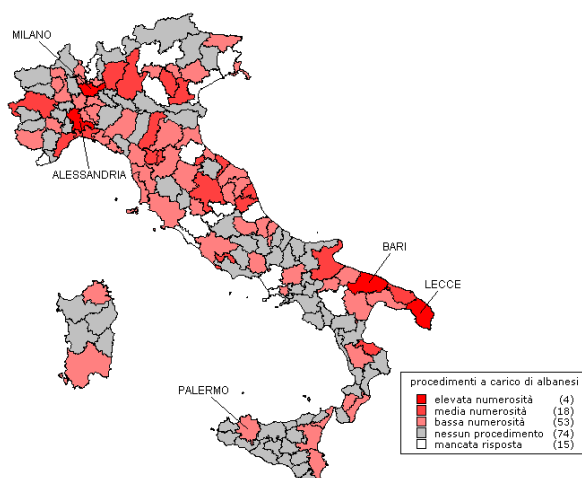 MILANO
ALESSANDRIA
BARI
LECCE
PALERMO
procedimenti a carico di albanesi
elevata numerosità (4)
media numerosità (18)
bassa numerosità (53)
nessun procedimento (74)
mancata risposta (15)